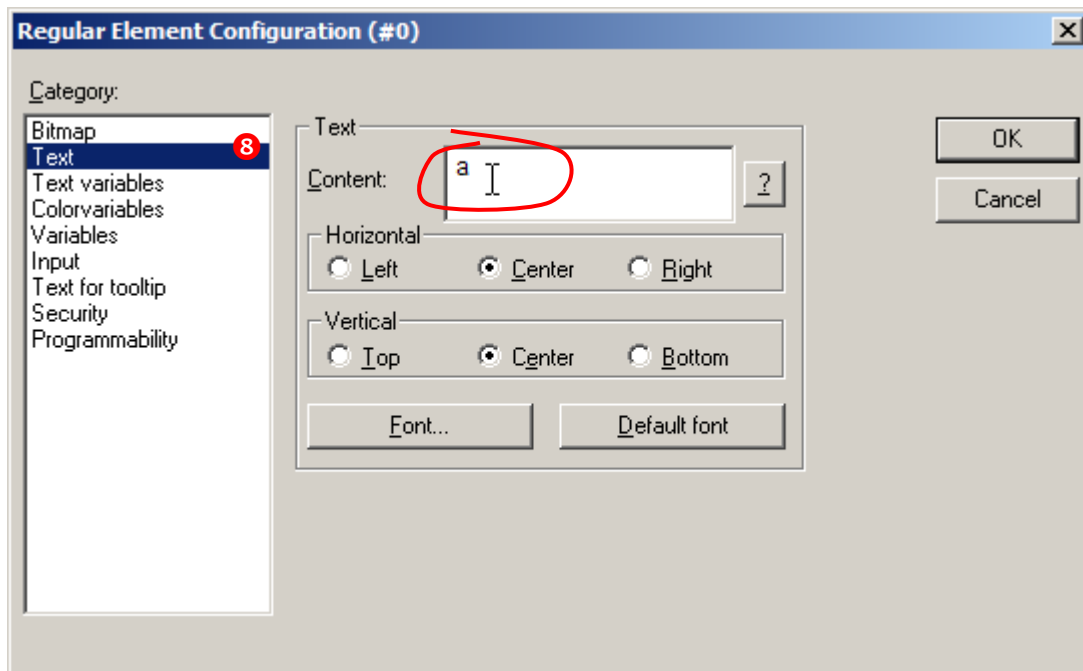 Regular Element Configuration (#0)
Category:
Bitmap
Text
8
Text variables
Colorvariables
Variables
Input
Text for tooltip
Security
Programmability
Text
Content:
a
?
Horizontal
Left Center Right
Vertical
Top Center Bottom
Font... Default font
OK
Cancel